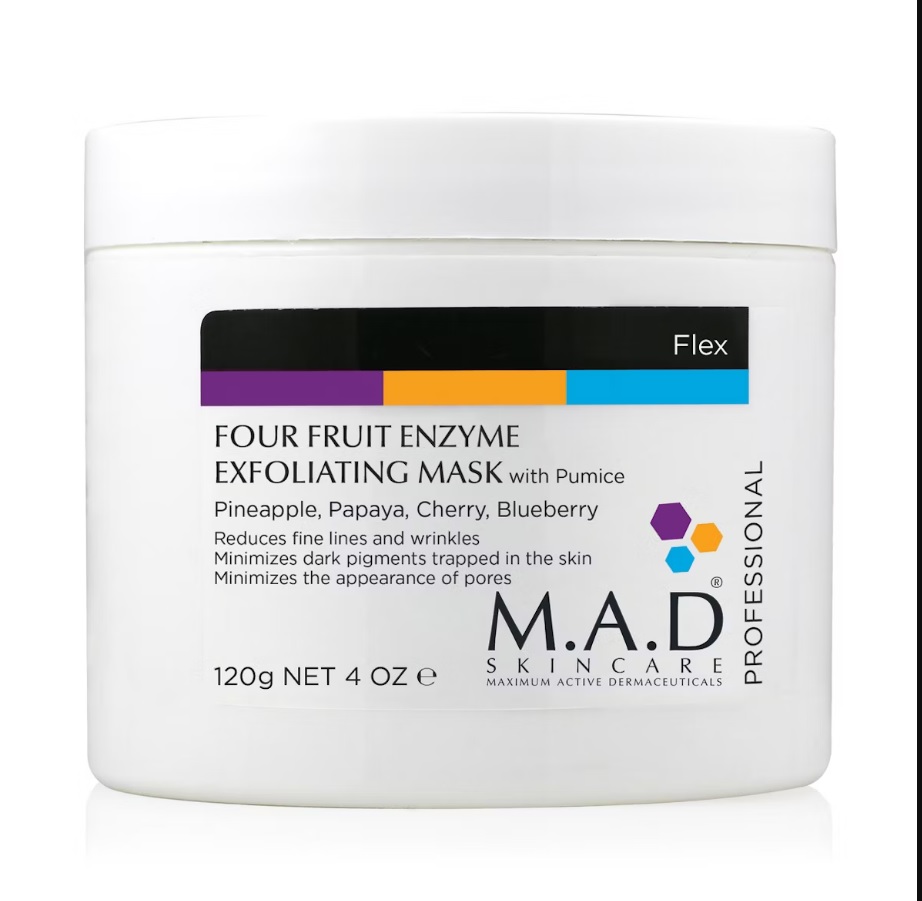 Flex
FOUR FRUIT ENZYME
EXFOLIATING MASK with Pumice
Pineapple, Papaya, Cherry, Blueberry
Reduces fine lines and wrinkles
Minimizes dark pigments trapped in the skin
Minimizes the appearance of pores
M.A.D®
SKINCARE
MAXIMUM ACTIVE DERMACEUTICALS
PROFESSIONAL
120g NET 4 OZ ℮